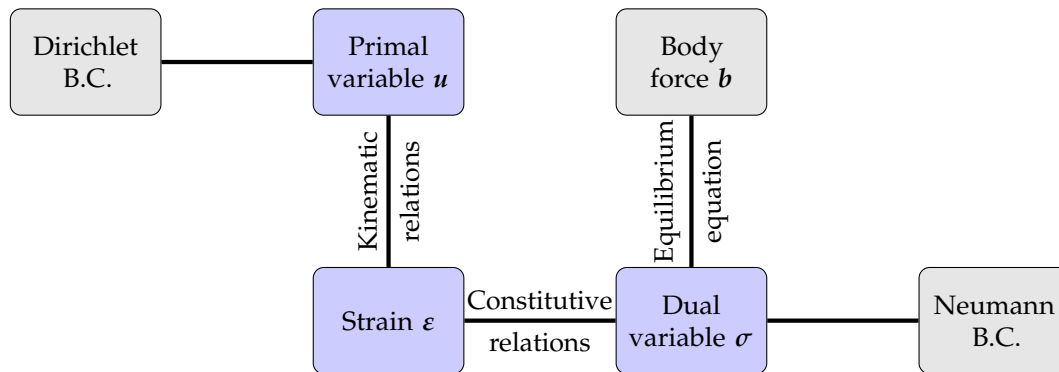 Dirichlet
B.C.
Primal
variable u
Body
force b
Kinematic
relations
Equilibrium
equation
Strain ε
Constitutive
relations
Dual
variable σ
Neumann
B.C.